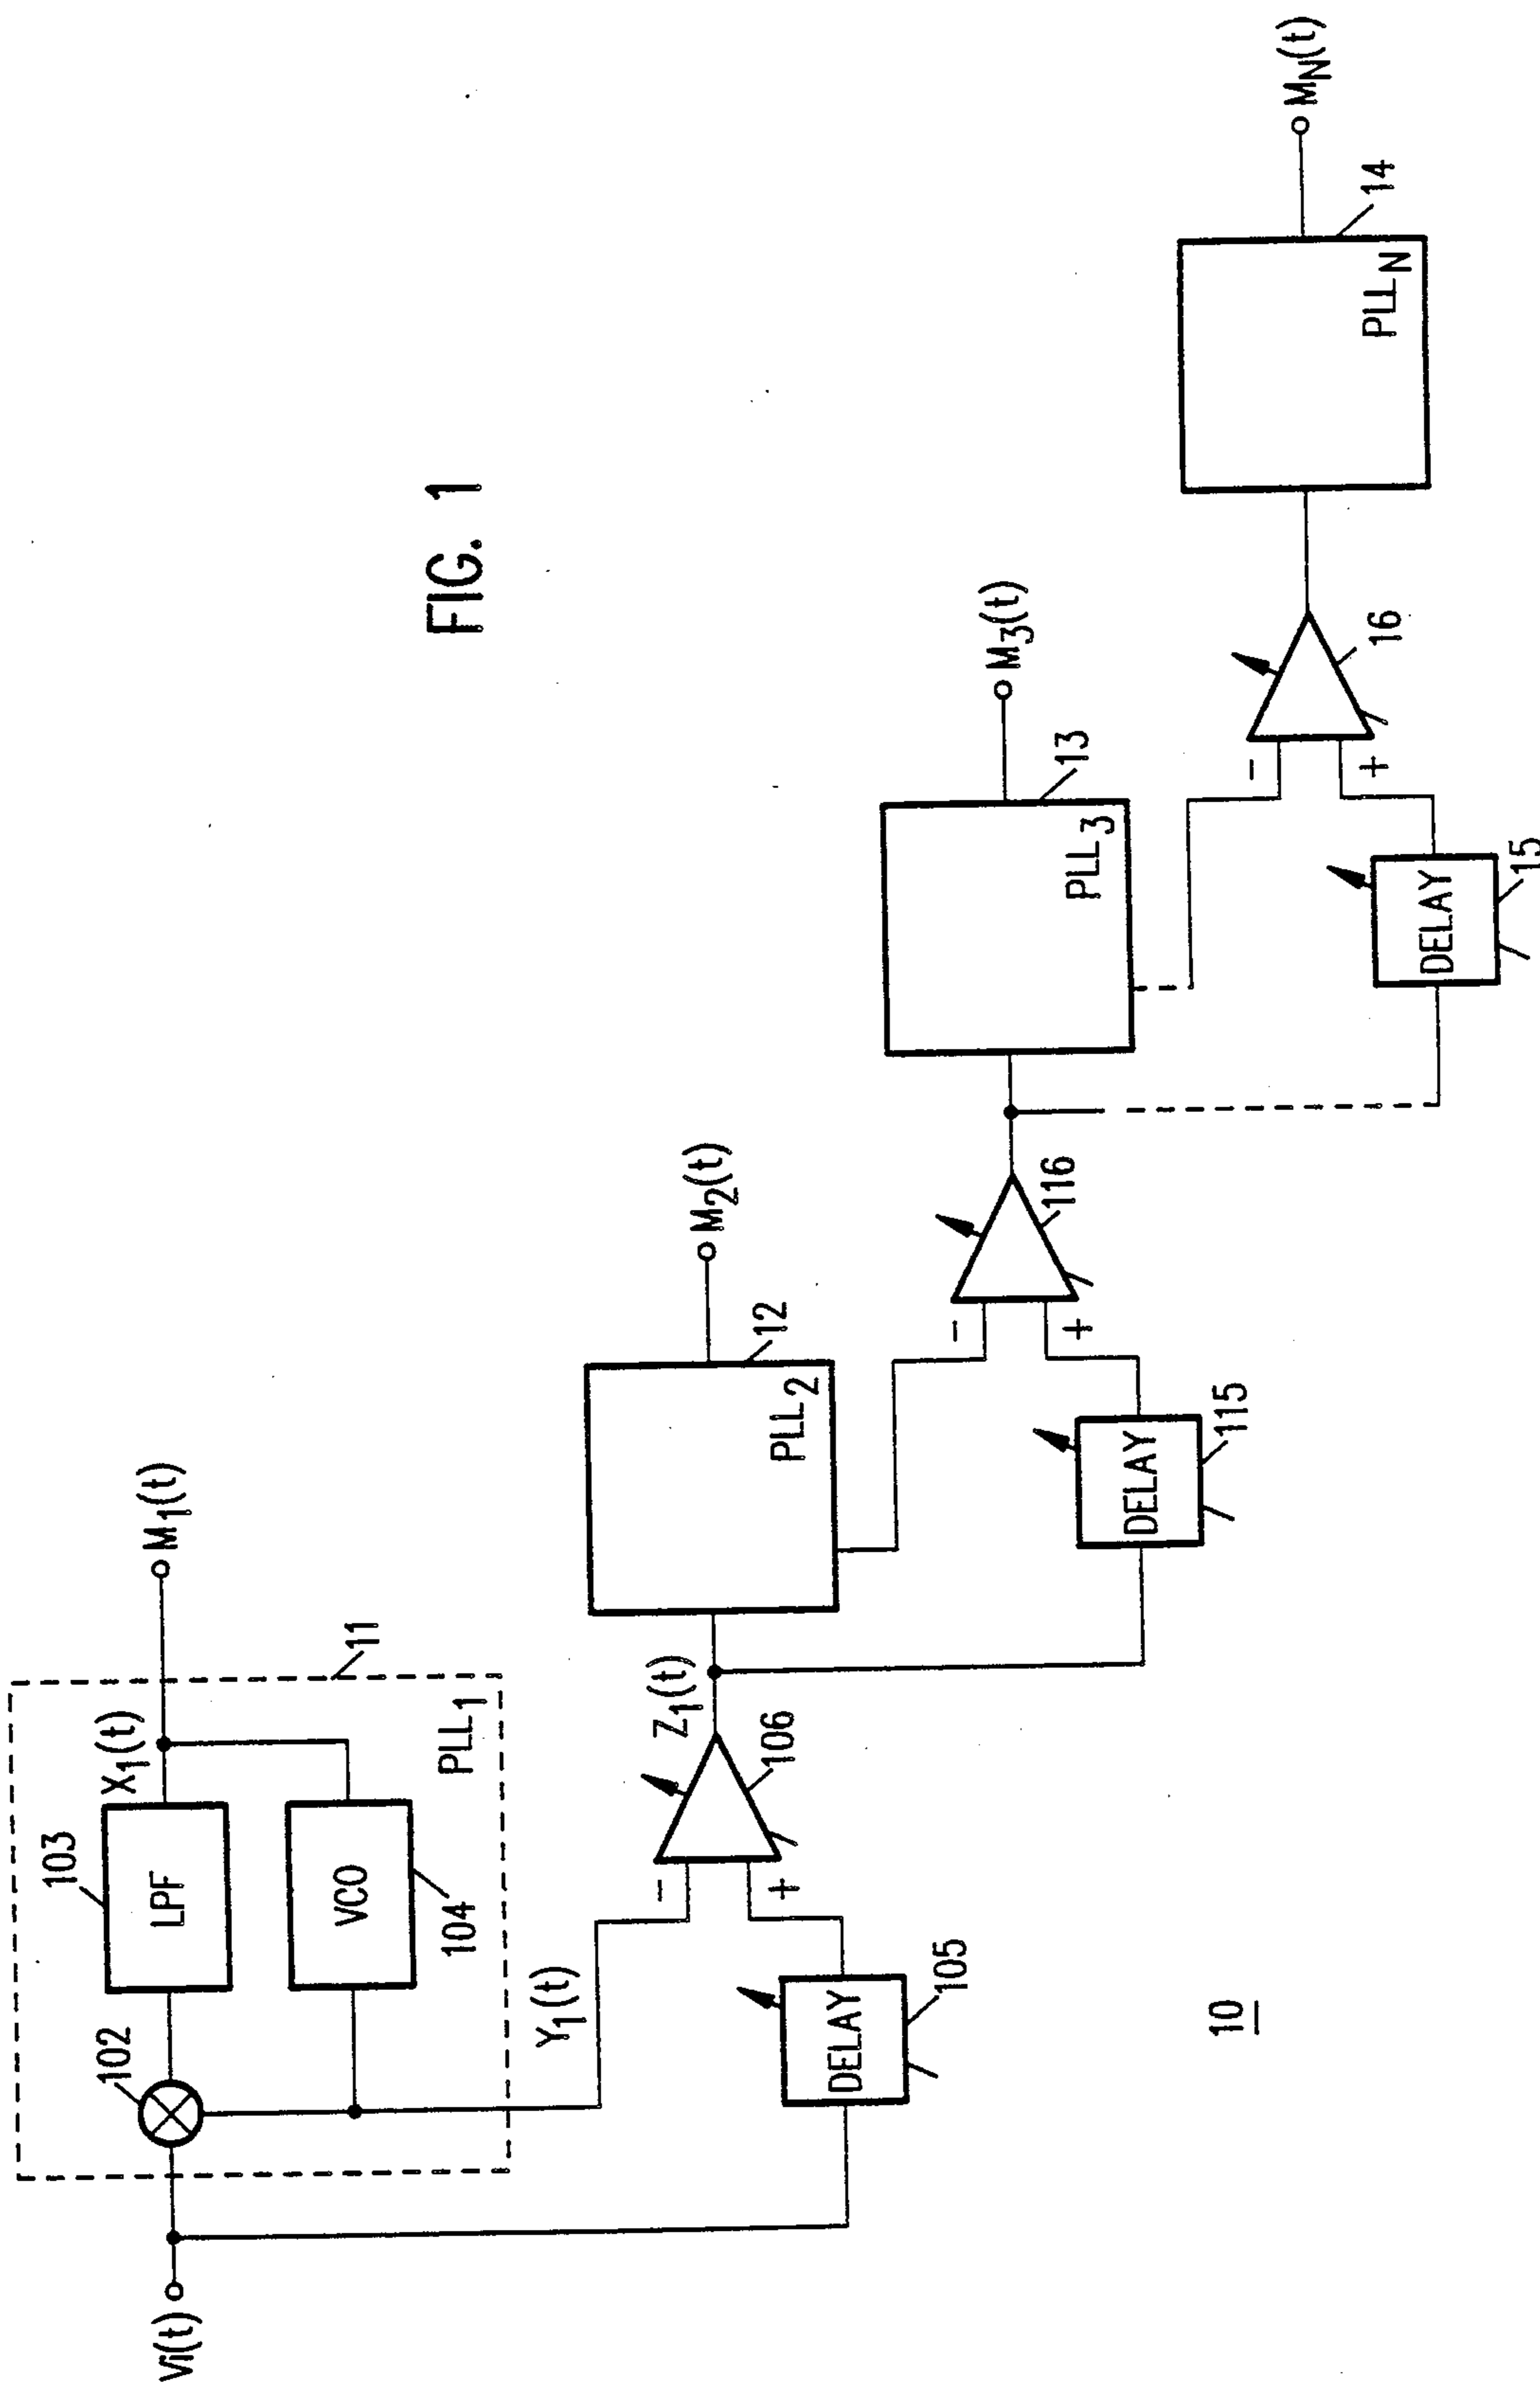 FIG. 1
Vi(t)
102
103
LPF
X1(t)
M1(t)
VCO
104
PLL1
11
Y1(t)
DELAY
105
-
+
106
Z1(t)
PLL2
12
M2(t)
DELAY
115
-
+
116
PLL3
13
M3(t)
DELAY
15
-
+
16
PLLN
14
MN(t)
10